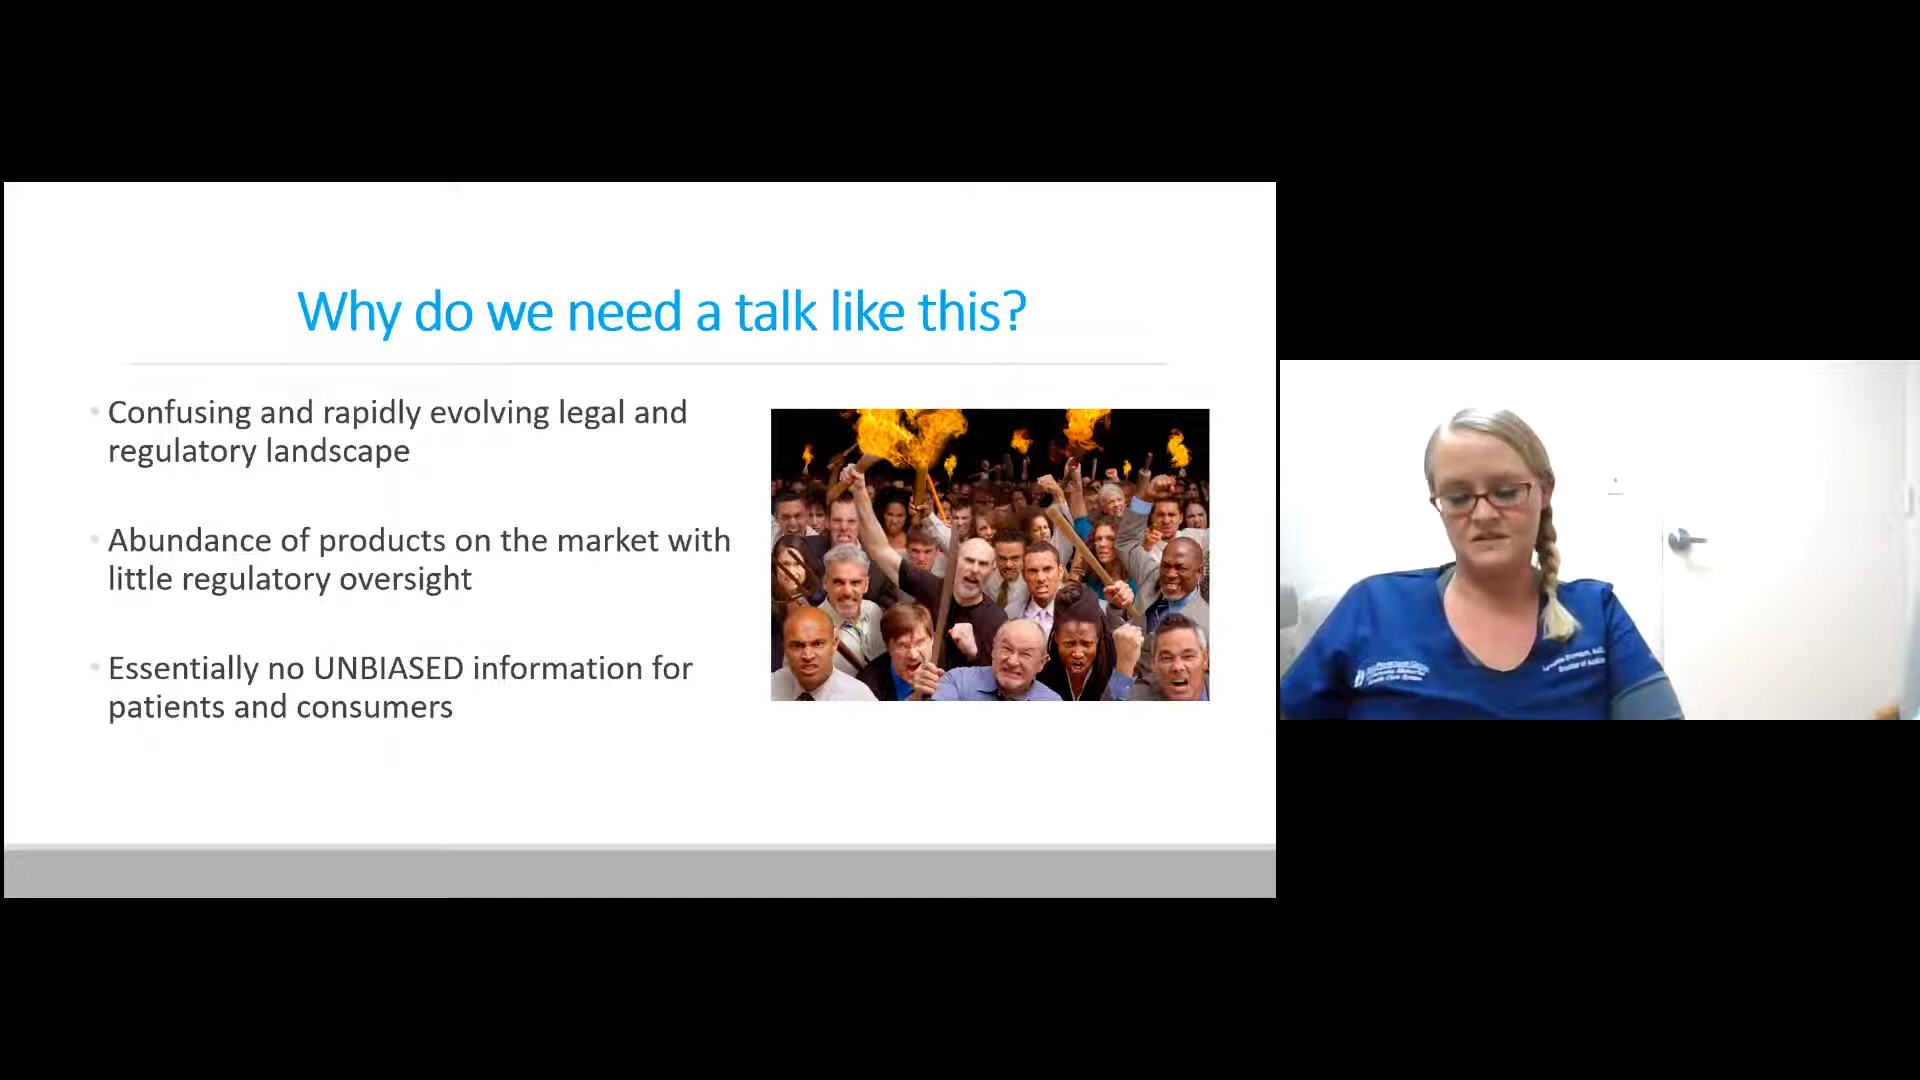 Why do we need a talk like this?
Confusing and rapidly evolving legal and
regulatory landscape
Abundance of products on the market with
little regulatory oversight
Essentially no UNBIASED information for
patients and consumers